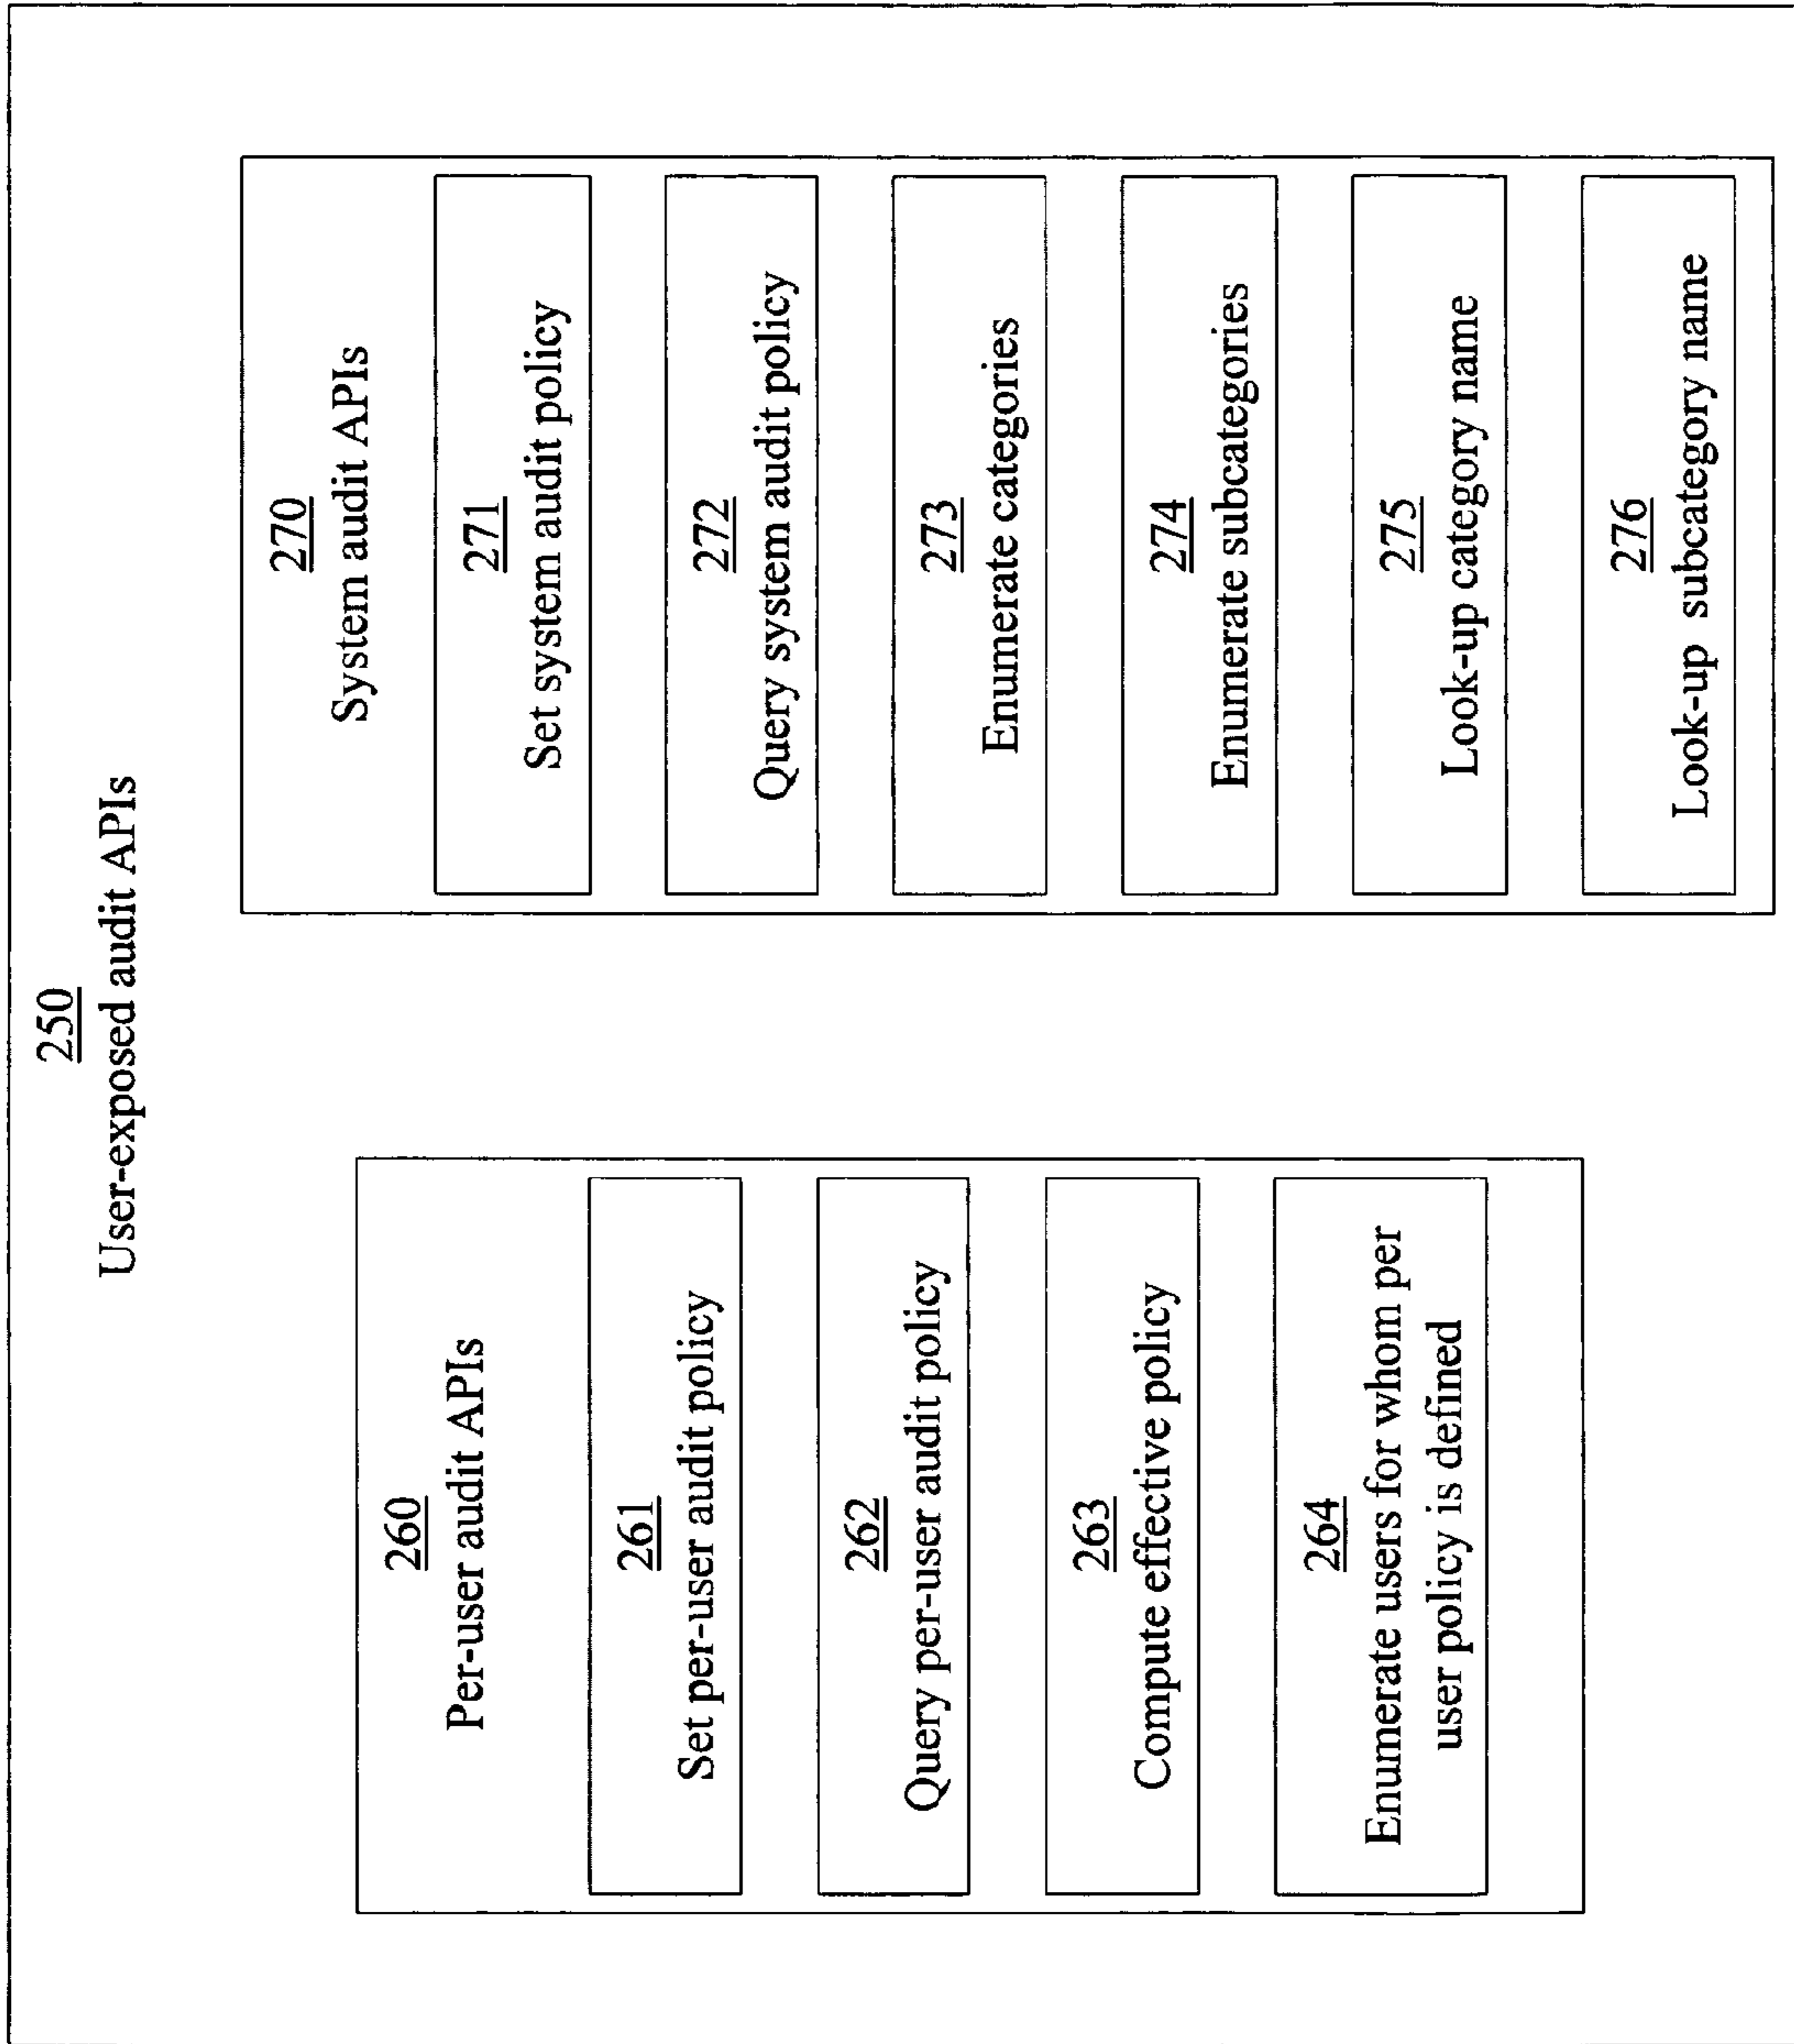 250
User-exposed audit APIs
260
Per-user audit APIs
261
Set per-user audit policy
262
Query per-user audit policy
263
Compute effective policy
264
Enumerate users for whom per
user policy is defined
270
System audit APIs
271
Set system audit policy
272
Query system audit policy
273
Enumerate categories
274
Enumerate subcategories
275
Look-up category name
276
Look-up subcategory name